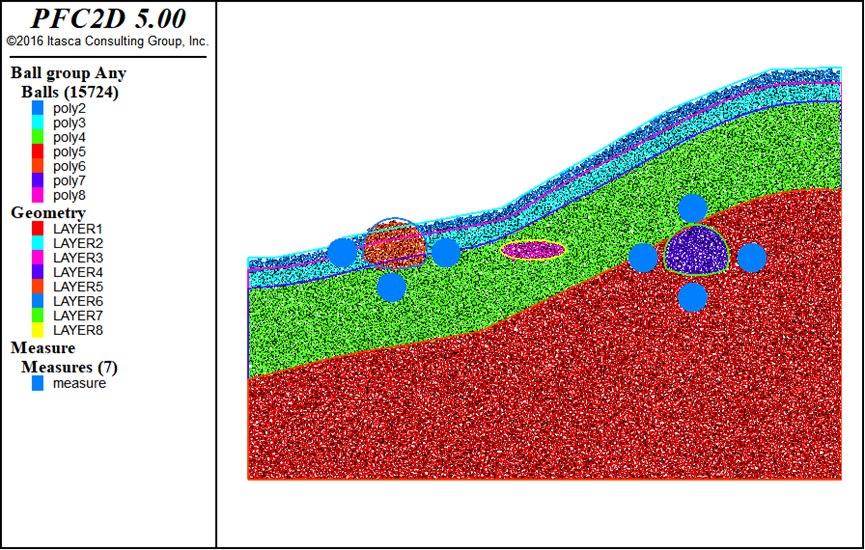 PFC2D 5.00
©2016 Itasca Consulting Group, Inc.
Ball group Any
Balls (15724)
poly2
poly3
poly4
poly5
poly6
poly7
poly8
Geometry
LAYER1
LAYER2
LAYER3
LAYER4
LAYER5
LAYER6
LAYER7
LAYER8
Measure
Measures (7)
measure